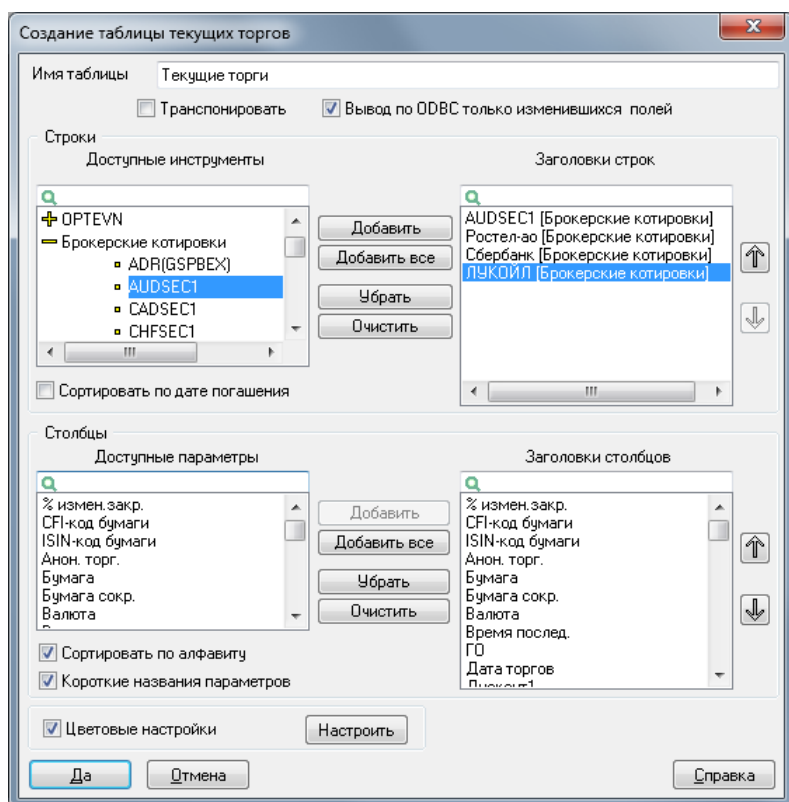 Создание таблицы текущих торгов
Имя таблицы Текущие торги
Транспонировать Вывод по ODBC только изменившихся полей
Строки
Доступные инструменты Заголовки строк
OPTEVN
Брокерские котировки
ADR(GSPBEX)
AUDSEC1
CADSEC1
CHFSEC1
Добавить
Добавить все
Убрать
Очистить
AUDSEC1 [Брокерские котировки]
Ростел-ао [Брокерские котировки]
Сбербанк [Брокерские котировки]
ЛУКОЙЛ [Брокерские котировки]
Сортировать по дате погашения
Столбцы
Доступные параметры Заголовки столбцов
% измен.закр.
CFI-код бумаги
ISIN-код бумаги
Анон. торг.
Бумага
Бумага сокр.
Валюта
Добавить
Добавить все
Убрать
Очистить
% измен.закр.
CFI-код бумаги
ISIN-код бумаги
Анон. торг.
Бумага
Бумага сокр.
Валюта
Время послед.
ГО
Дата торгов
Дисконт1
Сортировать по алфавиту
Короткие названия параметров
Цветовые настройки Настроить
Да Отмена Справка